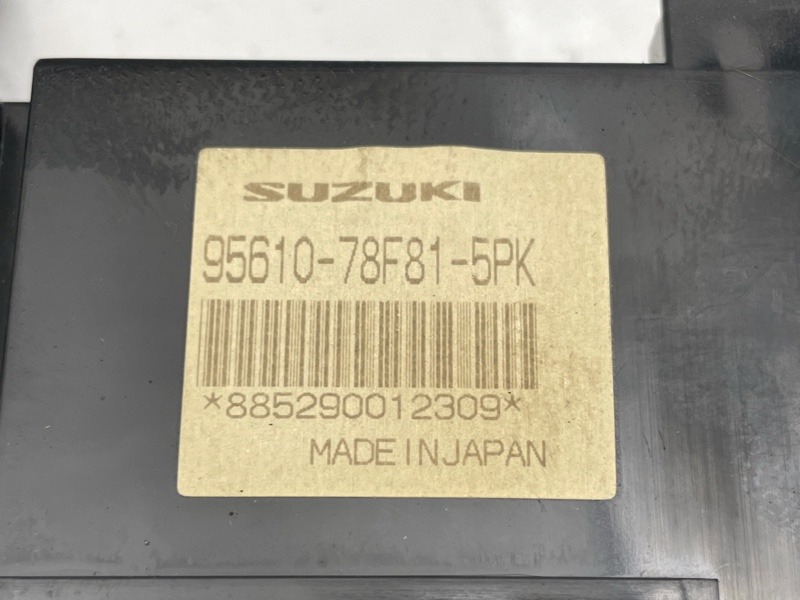 SUZUKI
95610-78F81-5PK
*885290012309*
MADE IN JAPAN